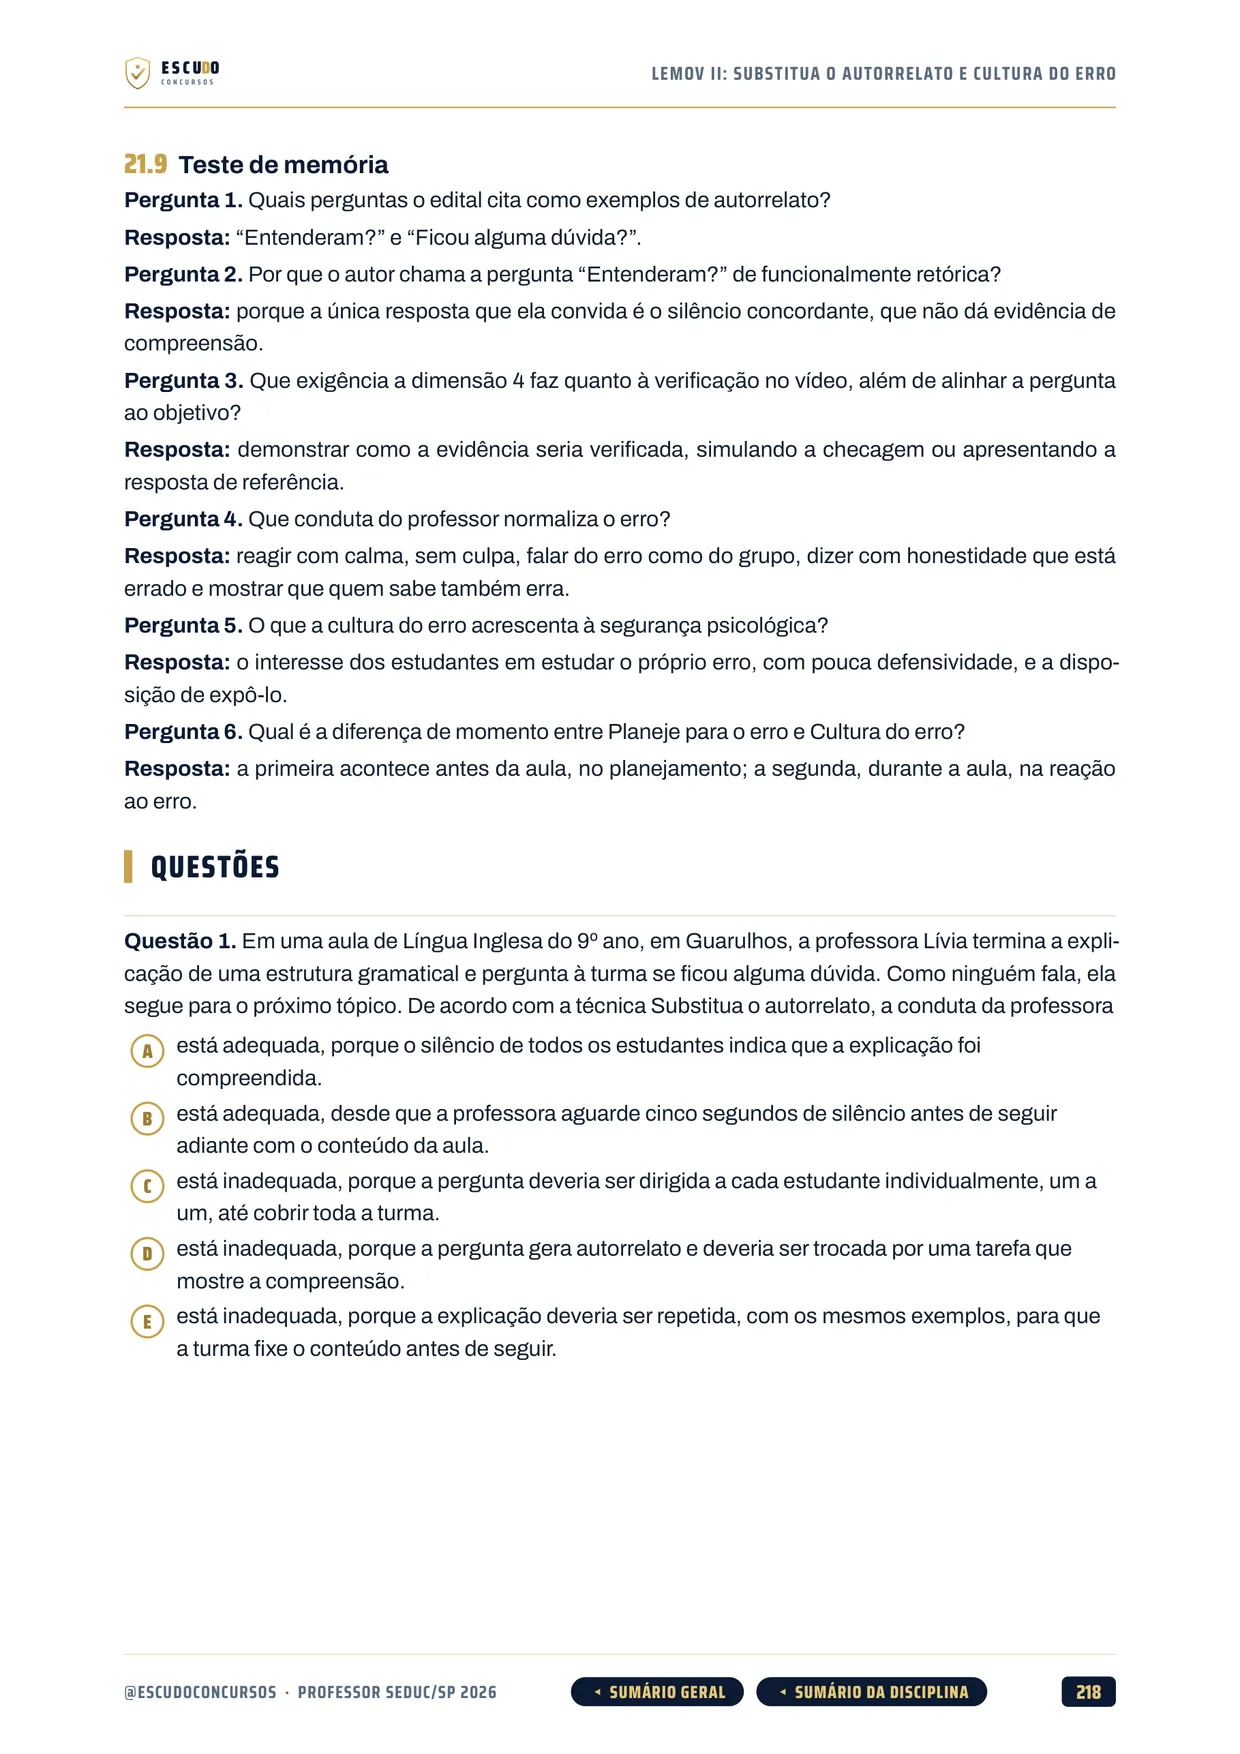 ESCUDO
CONCURSOS
LEMOV II: SUBSTITUA O AUTORRELATO E CULTURA DO ERRO
21.9 Teste de memória
Pergunta 1. Quais perguntas o edital cita como exemplos de autorrelato?
Resposta: “Entenderam?” e “Ficou alguma dúvida?”.
Pergunta 2. Por que o autor chama a pergunta “Entenderam?” de funcionalmente retórica?
Resposta: porque a única resposta que ela convida é o silêncio concordante, que não dá evidência de
compreensão.
Pergunta 3. Que exigência a dimensão 4 faz quanto à verificação no vídeo, além de alinhar a pergunta
ao objetivo?
Resposta: demonstrar como a evidência seria verificada, simulando a checagem ou apresentando a
resposta de referência.
Pergunta 4. Que conduta do professor normaliza o erro?
Resposta: reagir com calma, sem culpa, falar do erro como do grupo, dizer com honestidade que está
errado e mostrar que quem sabe também erra.
Pergunta 5. O que a cultura do erro acrescenta à segurança psicológica?
Resposta: o interesse dos estudantes em estudar o próprio erro, com pouca defensividade, e a dispo-
sição de expô-lo.
Pergunta 6. Qual é a diferença de momento entre Planeje para o erro e Cultura do erro?
Resposta: a primeira acontece antes da aula, no planejamento; a segunda, durante a aula, na reação
ao erro.
QUESTÕES
Questão 1. Em uma aula de Língua Inglesa do 9º ano, em Guarulhos, a professora Lívia termina a expli-
cação de uma estrutura gramatical e pergunta à turma se ficou alguma dúvida. Como ninguém fala, ela
segue para o próximo tópico. De acordo com a técnica Substitua o autorrelato, a conduta da professora
A está adequada, porque o silêncio de todos os estudantes indica que a explicação foi
compreendida.
B está adequada, desde que a professora aguarde cinco segundos de silêncio antes de seguir
adiante com o conteúdo da aula.
C está inadequada, porque a pergunta deveria ser dirigida a cada estudante individualmente, um a
um, até cobrir toda a turma.
D está inadequada, porque a pergunta gera autorrelato e deveria ser trocada por uma tarefa que
mostre a compreensão.
E está inadequada, porque a explicação deveria ser repetida, com os mesmos exemplos, para que
a turma fixe o conteúdo antes de seguir.
@ESCUDOCONCURSOS · PROFESSOR SEDUC/SP 2026
SUMÁRIO GERAL
SUMÁRIO DA DISCIPLINA
218